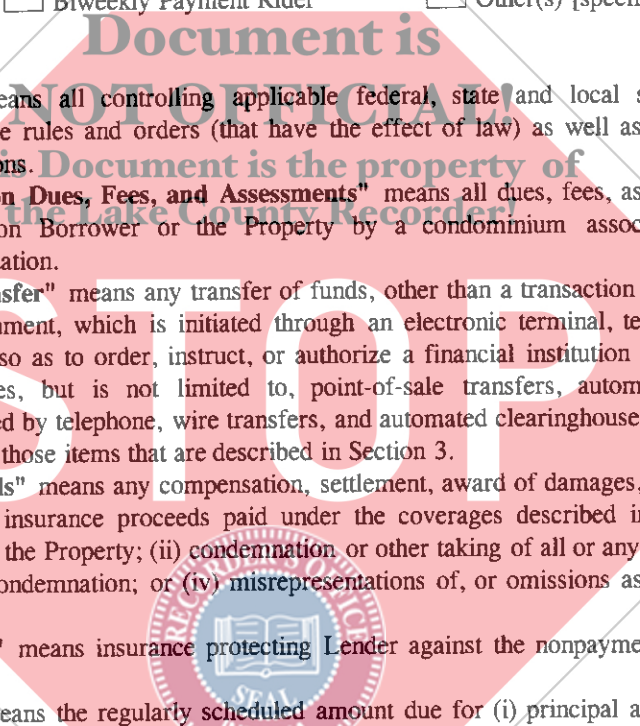 Biweekly Payment Rider Other(s) [speci
Document is
NOT OFFICIAL!
eans all controlling applicable federal, state and local s
e rules and orders (that have the effect of law) as well as
ons.
is Document is the property of
n Dues, Fees, and Assessments" means all dues, fees, as
the Lake County Recorder!
on Borrower or the Property by a condominium assoc
ation.
sfer" means any transfer of funds, other than a transaction
ment, which is initiated through an electronic terminal, te
so as to order, instruct, or authorize a financial institution
es, but is not limited to, point-of-sale transfers, autom
ed by telephone, wire transfers, and automated clearinghouse
those items that are described in Section 3.
STOP
ds" means any compensation, settlement, award of damages,
insurance proceeds paid under the coverages described i
the Property; (ii) condemnation or other taking of all or any
ondemnation; or (iv) misrepresentations of, or omissions as
RECORDER'S OFFICE
" means insurance protecting Lender against the nonpayme
SEAL
eans the regularly scheduled amount due for (i) principal a